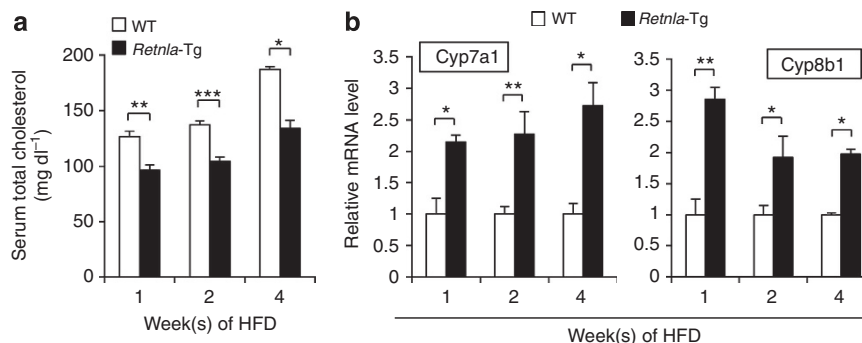 a
WT
Retnla-Tg
Serum total cholesterol
(mg dl⁻¹)
200
150
100
50
0
**
***
*
1 2 4
Week(s) of HFD
b
WT Retnla-Tg
Cyp7a1
Relative mRNA level
3.5
3
2.5
2
1.5
1
0.5
0
*
**
*
1 2 4
Cyp8b1
3.5
3
2.5
2
1.5
1
0.5
0
**
*
*
1 2 4
Week(s) of HFD